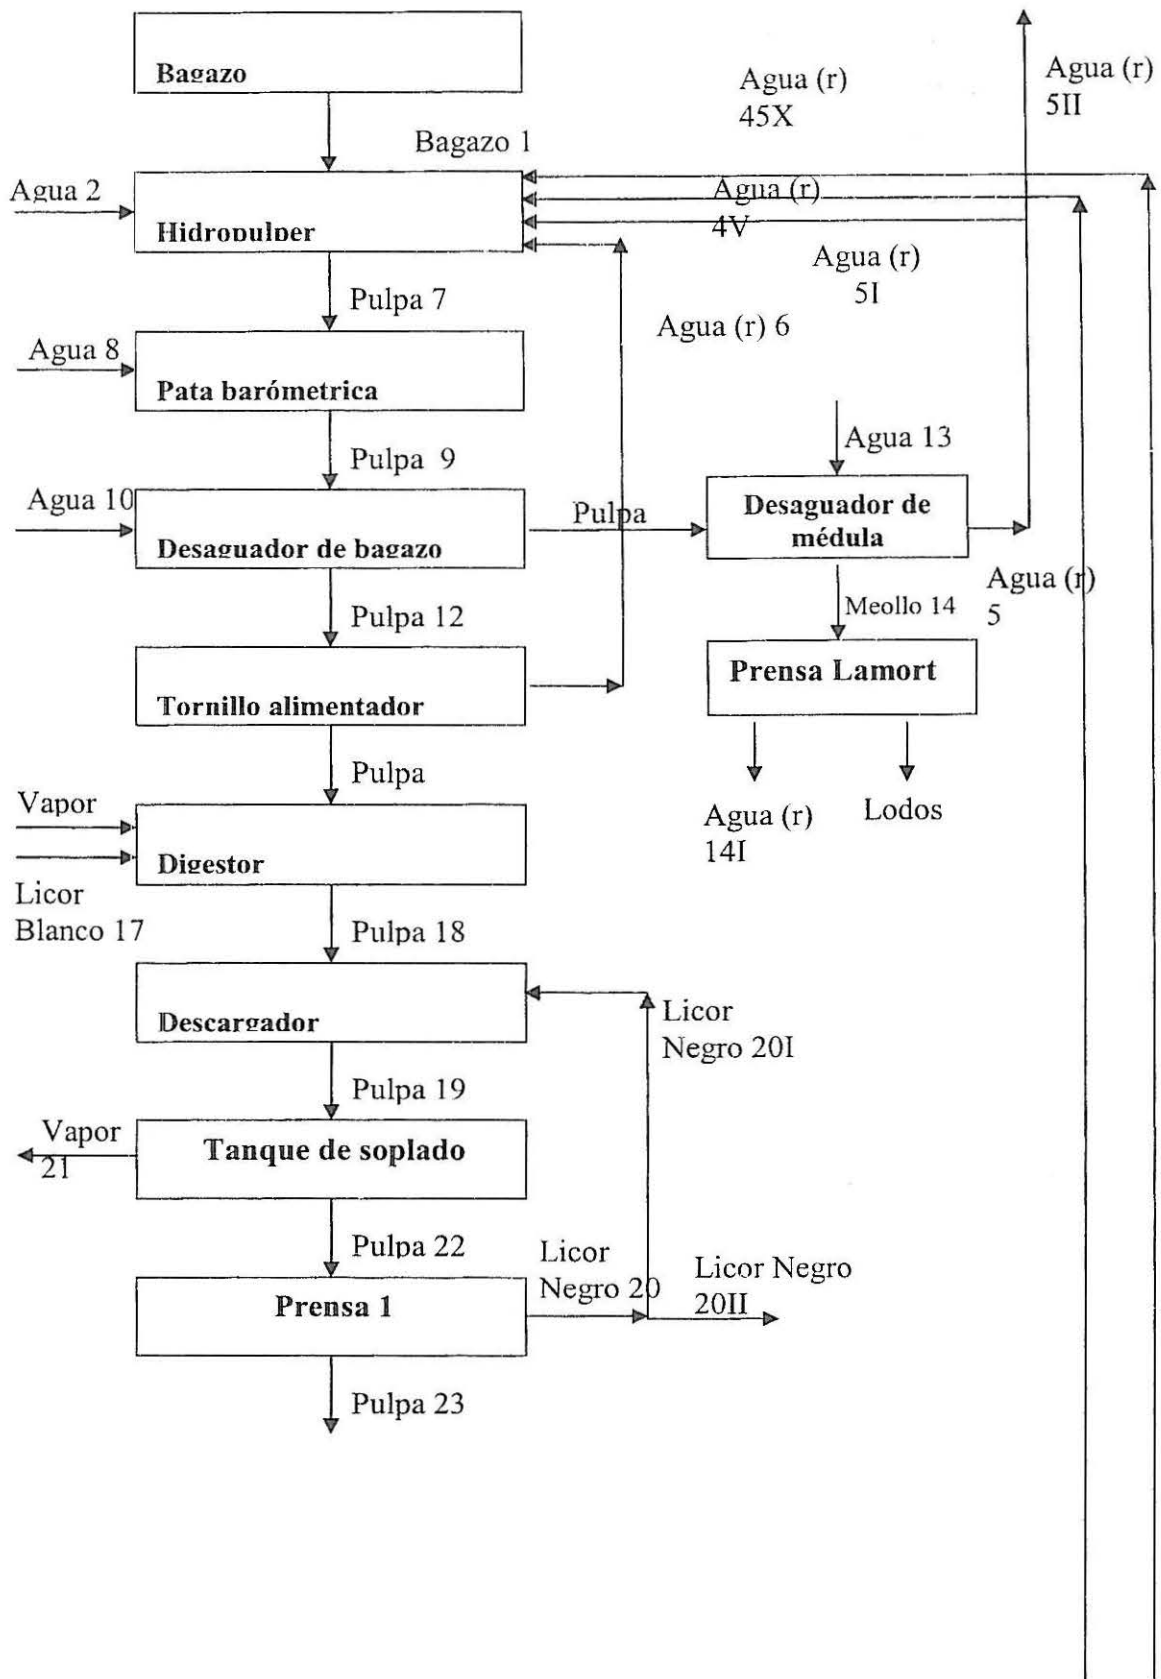 Bagazo
Agua (r)
45X
Agua (r)
5II
Bagazo 1
Agua 2
Hidropulper
Agua (r)
4V
Agua (r)
5I
Pulpa 7
Agua (r) 6
Agua 8
Pata barómetrica
Pulpa 9
Agua 13
Agua 10
Desaguador de bagazo
Pulpa
Desaguador de
médula
Agua (r)
5
Pulpa 12
Meollo 14
Tornillo alimentador
Prensa Lamort
Pulpa
Agua (r)
14I
Lodos
Vapor
Digestor
Licor
Blanco 17
Pulpa 18
Descargador
Licor
Negro 20I
Pulpa 19
Vapor
21
Tanque de soplado
Pulpa 22
Licor
Negro 20
Licor Negro
20II
Prensa 1
Pulpa 23